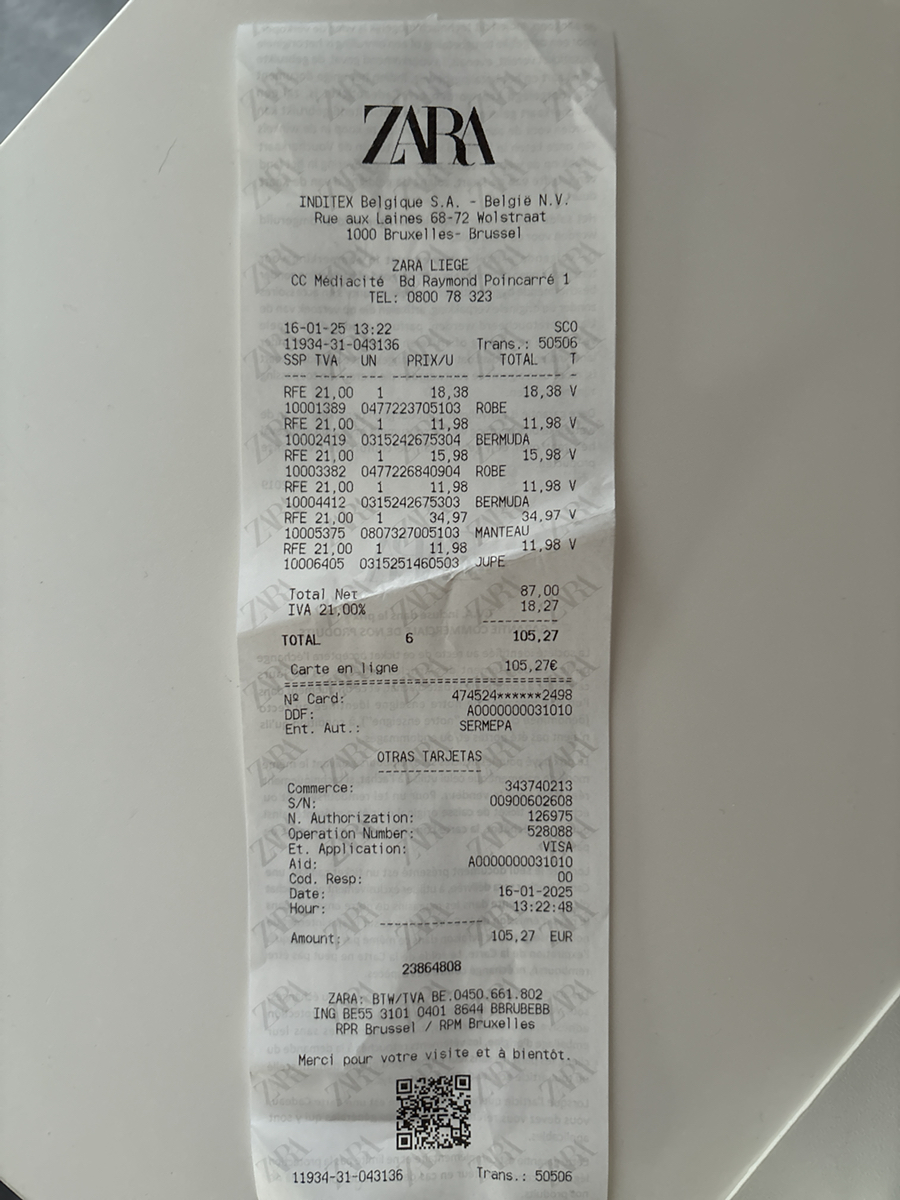 ZARA
INDITEX Belgique S.A. - België N.V.
Rue aux Laines 68-72 Wolstraat
1000 Bruxelles- Brussel
ZARA LIEGE
CC Médiacité Bd Raymond Poincarré 1
TEL: 0800 78 323
16-01-25 13:22 SCO
11934-31-043136 Trans.: 50506
SSP TVA UN PRIX/U TOTAL T
--- --- -- ---------- ----------- -
RFE 21,00 1 18,38 18,38 V
10001389 0477223705103 ROBE
RFE 21,00 1 11,98 11,98 V
10002419 0315242675304 BERMUDA
RFE 21,00 1 15,98 15,98 V
10003382 0477226840904 ROBE
RFE 21,00 1 11,98 11,98 V
10004412 0315242675303 BERMUDA
RFE 21,00 1 34,97 34,97 V
10005375 0807327005103 MANTEAU
RFE 21,00 1 11,98 11,98 V
10006405 0315251460503 JUPE
Total Net 87,00
IVA 21,00% 18,27
----------
TOTAL 6 105,27
Carte en ligne 105,27€
======================================
Nº Card: 474524******2498
DDF: A0000000031010
Ent. Aut.: SERMEPA
OTRAS TARJETAS
--------------
Commerce: 343740213
S/N: 00900602608
N. Authorization: 126975
Operation Number: 528088
Et. Application: VISA
Aid: A0000000031010
Cod. Resp: 00
Date: 16-01-2025
Hour: 13:22:48
--------------
Amount: 105,27 EUR
23864808
ZARA: BTW/TVA BE.0450.661.802
ING BE55 3101 0401 8644 BBRUBEBB
RPR Brussel / RPM Bruxelles
Merci pour votre visite et à bientôt.
11934-31-043136 Trans.: 50506